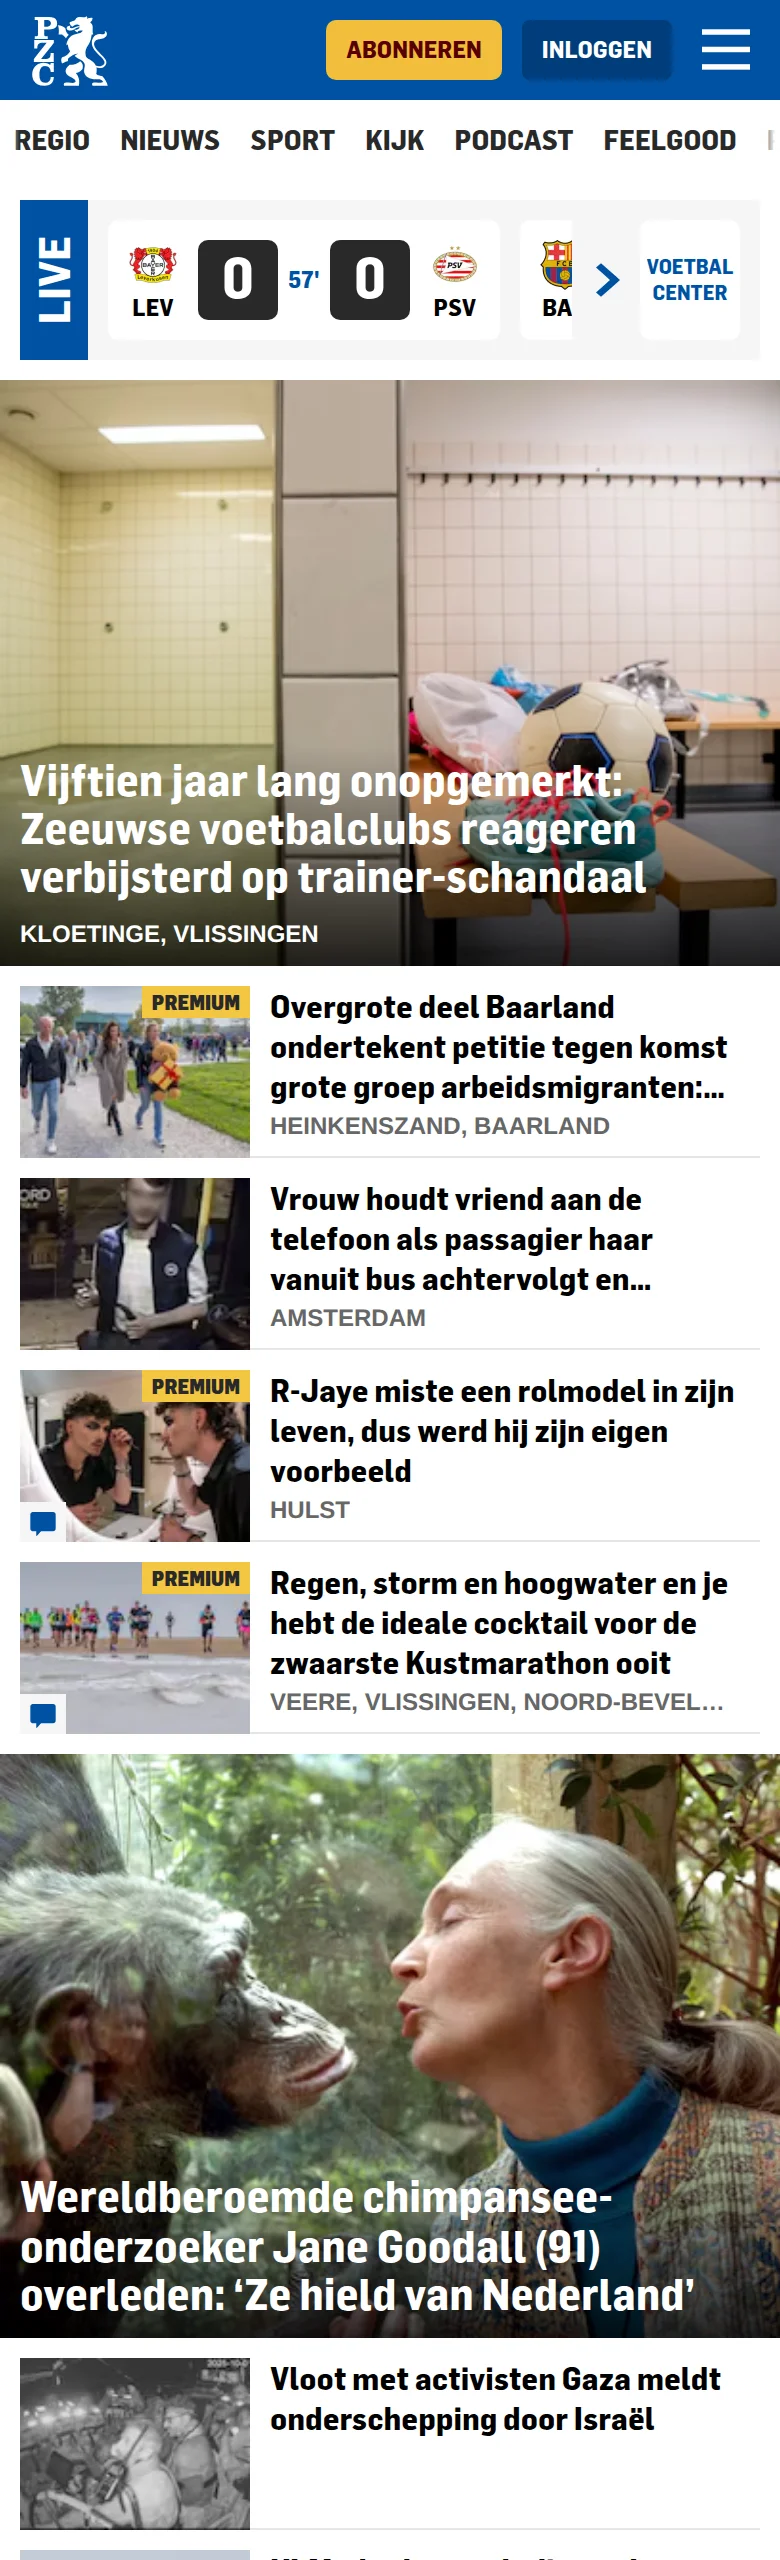 PZC
ABONNEREN
INLOGGEN
REGIO NIEUWS SPORT KIJK PODCAST FEELGOOD
LIVE
LEV
0
57'
0
PSV
BA
VOETBAL
CENTER
Vijftien jaar lang onopgemerkt:
Zeeuwse voetbalclubs reageren
verbijsterd op trainer-schandaal
KLOETINGE, VLISSINGEN
PREMIUM
Overgrote deel Baarland
ondertekent petitie tegen komst
grote groep arbeidsmigranten:...
HEINKENSZAND, BAARLAND
Vrouw houdt vriend aan de
telefoon als passagier haar
vanuit bus achtervolgt en...
AMSTERDAM
PREMIUM
R-Jaye miste een rolmodel in zijn
leven, dus werd hij zijn eigen
voorbeeld
HULST
PREMIUM
Regen, storm en hoogwater en je
hebt de ideale cocktail voor de
zwaarste Kustmarathon ooit
VEERE, VLISSINGEN, NOORD-BEVEL...
Wereldberoemde chimpansee-
onderzoeker Jane Goodall (91)
overleden: ‘Ze hield van Nederland’
Vloot met activisten Gaza meldt
onderschepping door Israël